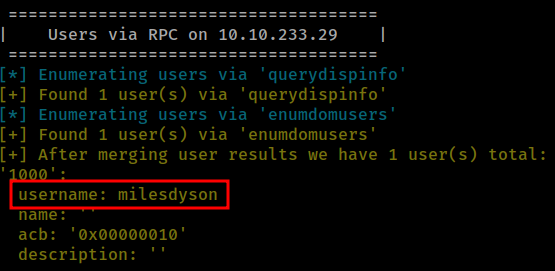 =====================================
|    Users via RPC on 10.10.233.29    |
=====================================
[*] Enumerating users via 'querydispinfo'
[+] Found 1 user(s) via 'querydispinfo'
[*] Enumerating users via 'enumdomusers'
[+] Found 1 user(s) via 'enumdomusers'
[+] After merging user results we have 1 user(s) total:
'1000':
  username: milesdyson
  name: ''
  acb: '0x00000010'
  description: ''